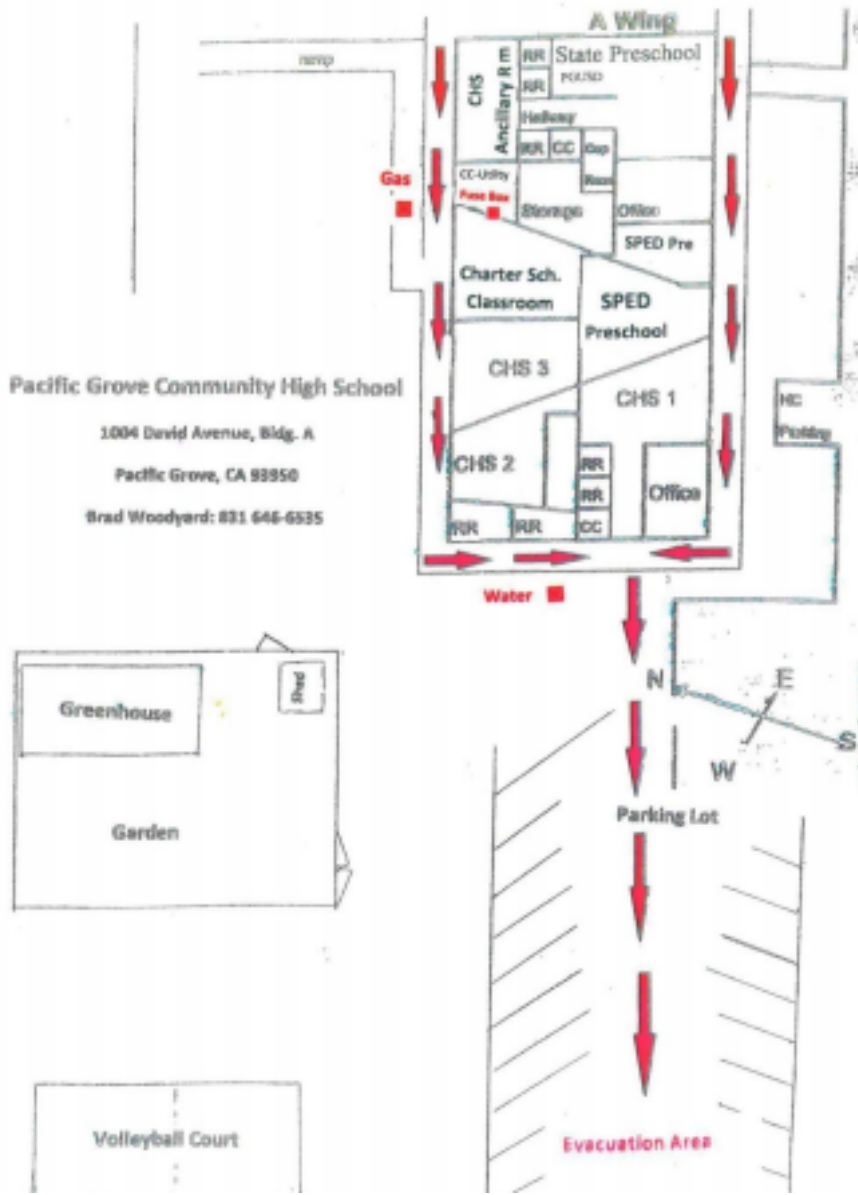 A Wing
ramp
CHS
Ancillary Rm
RR
State Preschool
RR
POUND
Hallway
RR
CC
Gas
CC-Utility
Fuse Box
Storage
Office
SPED Pre
Charter Sch.
Classroom
SPED
Preschool
CHS 3
CHS 1
Pacific Grove Community High School
1004 David Avenue, Bldg. A
Pacific Grove, CA 93950
Brad Woodyard: 831 646-6535
HC
Parking
CHS 2
RR
RR
Office
RR
RR
CC
Water
Greenhouse
Shed
N
E
W
S
Garden
Parking Lot
Volleyball Court
Evacuation Area